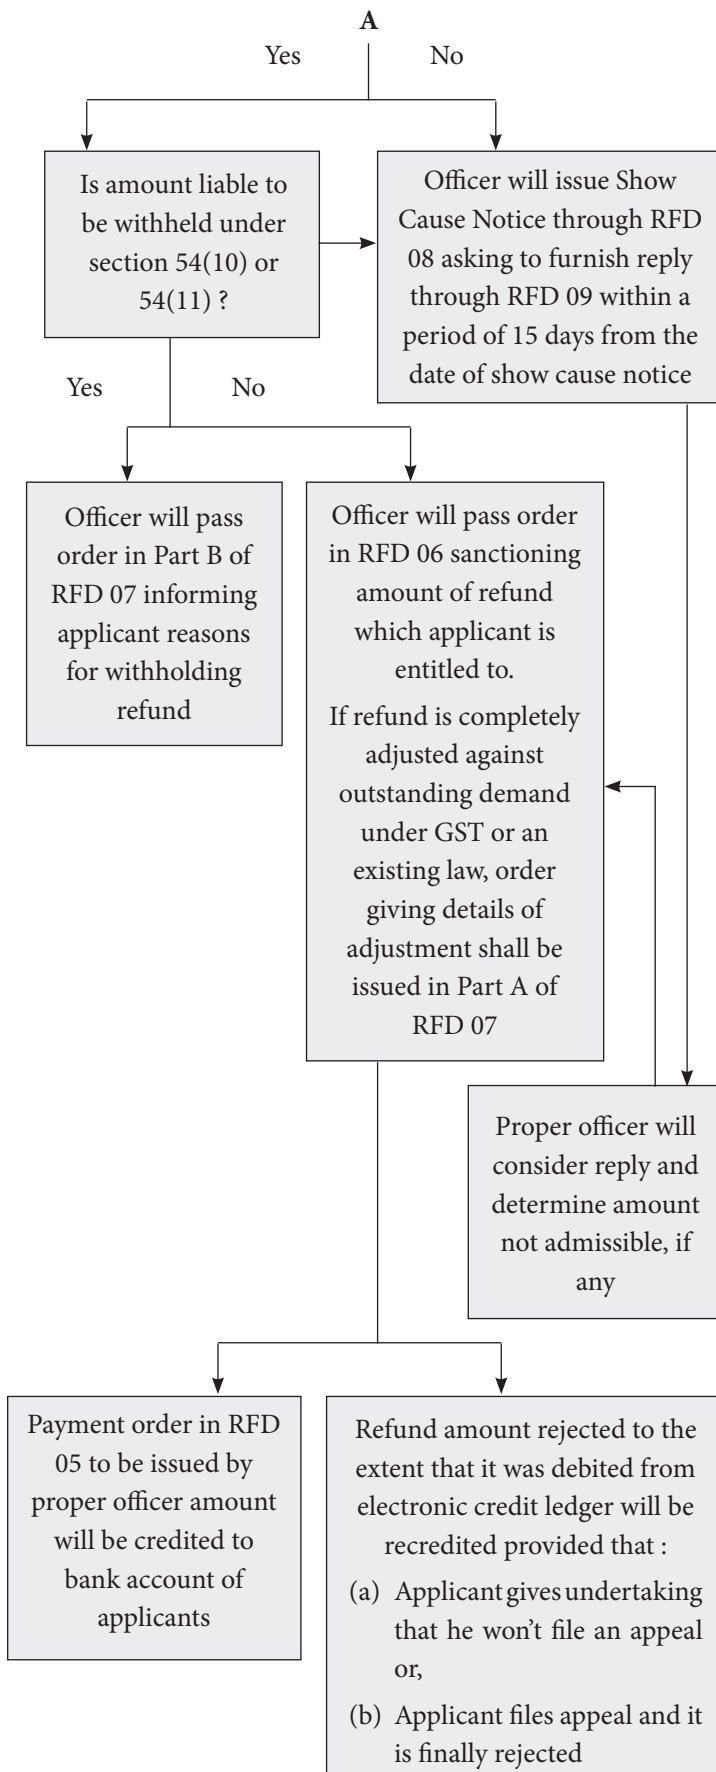 A
Yes No
Is amount liable to
be withheld under
section 54(10) or
54(11) ?
Officer will issue Show
Cause Notice through RFD
08 asking to furnish reply
through RFD 09 within a
period of 15 days from the
date of show cause notice
Yes No
Officer will pass
order in Part B of
RFD 07 informing
applicant reasons
for withholding
refund
Officer will pass order
in RFD 06 sanctioning
amount of refund
which applicant is
entitled to.
If refund is completely
adjusted against
outstanding demand
under GST or an
existing law, order
giving details of
adjustment shall be
issued in Part A of
RFD 07
Proper officer will
consider reply and
determine amount
not admissible, if
any
Payment order in RFD
05 to be issued by
proper officer amount
will be credited to
bank account of
applicants
Refund amount rejected to the
extent that it was debited from
electronic credit ledger will be
recredited provided that :
(a) Applicant gives undertaking
that he won't file an appeal
or,
(b) Applicant files appeal and it
is finally rejected